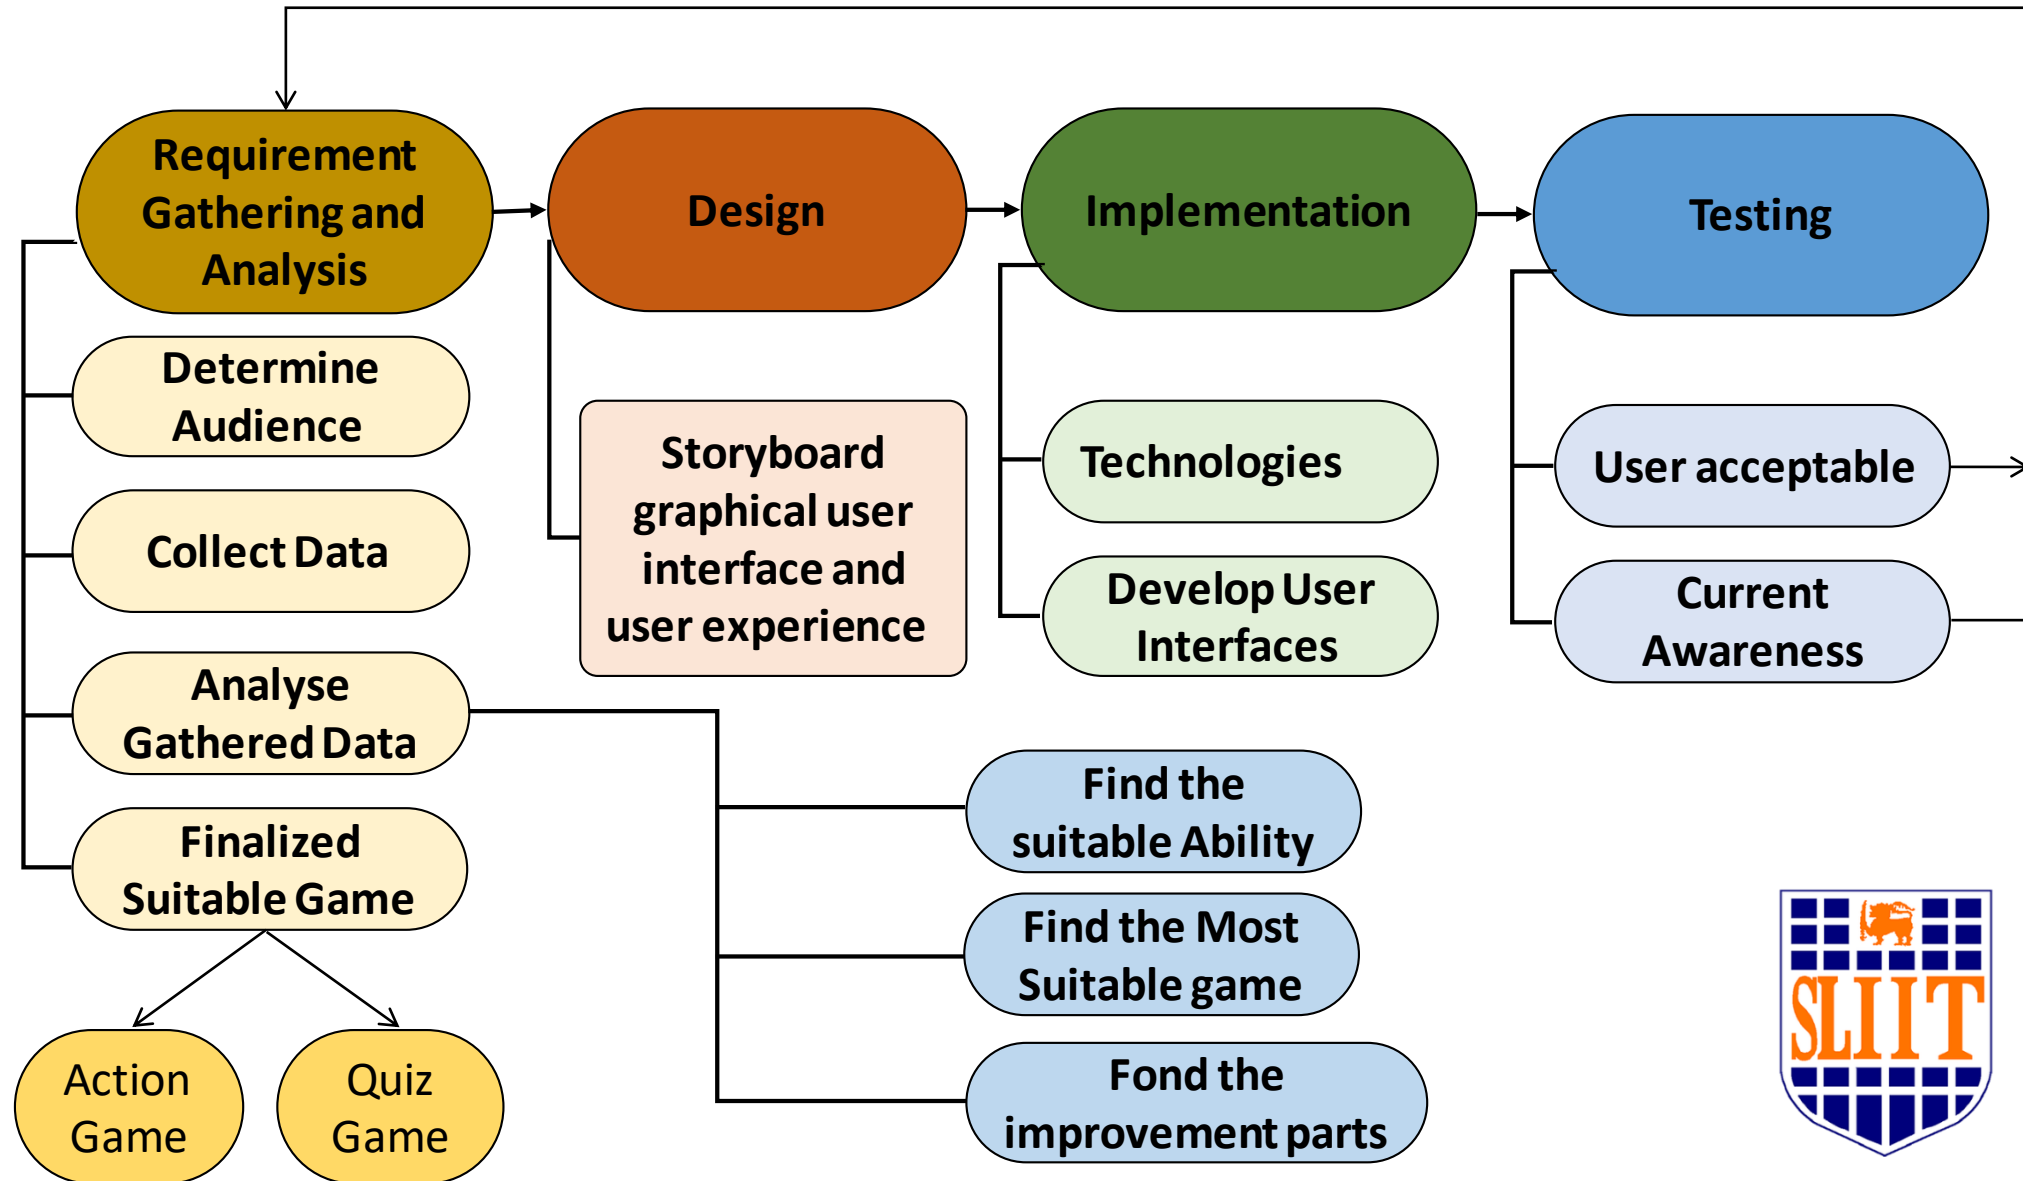 Requirement
Gathering and
Analysis
Design
Implementation
Testing
Determine
Audience
Collect Data
Analyse
Gathered Data
Finalized
Suitable Game
Action
Game
Quiz
Game
Storyboard
graphical user
interface and
user experience
Technologies
Develop User
Interfaces
User acceptable
Current
Awareness
Find the
suitable Ability
Find the Most
Suitable game
Fond the
improvement parts
SLIIT